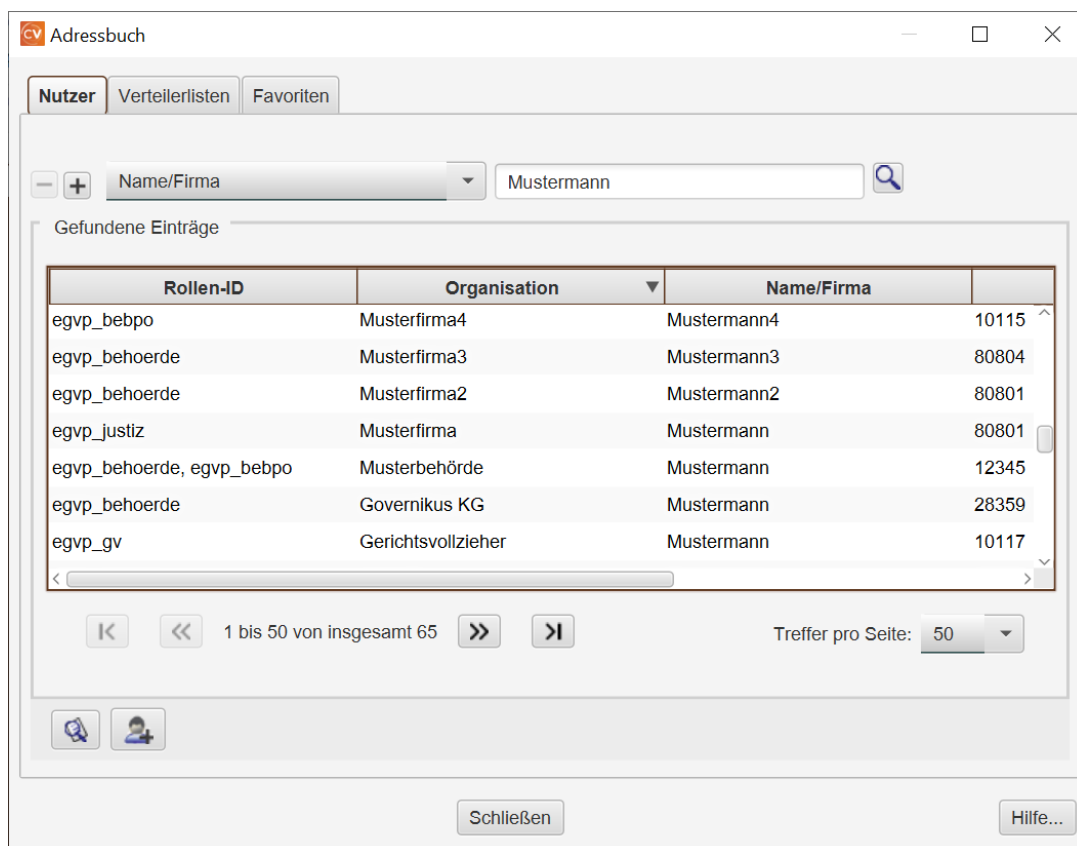 CV Adressbuch
Nutzer Verteilerlisten Favoriten
Name/Firma Mustermann
Gefundene Einträge
Rollen-ID Organisation Name/Firma
egvp_bebpo Musterfirma4 Mustermann4 10115
egvp_behoerde Musterfirma3 Mustermann3 80804
egvp_behoerde Musterfirma2 Mustermann2 80801
egvp_justiz Musterfirma Mustermann 80801
egvp_behoerde, egvp_bebpo Musterbehörde Mustermann 12345
egvp_behoerde Governikus KG Mustermann 28359
egvp_gv Gerichtsvollzieher Mustermann 10117
1 bis 50 von insgesamt 65 Treffer pro Seite: 50
Schließen Hilfe...